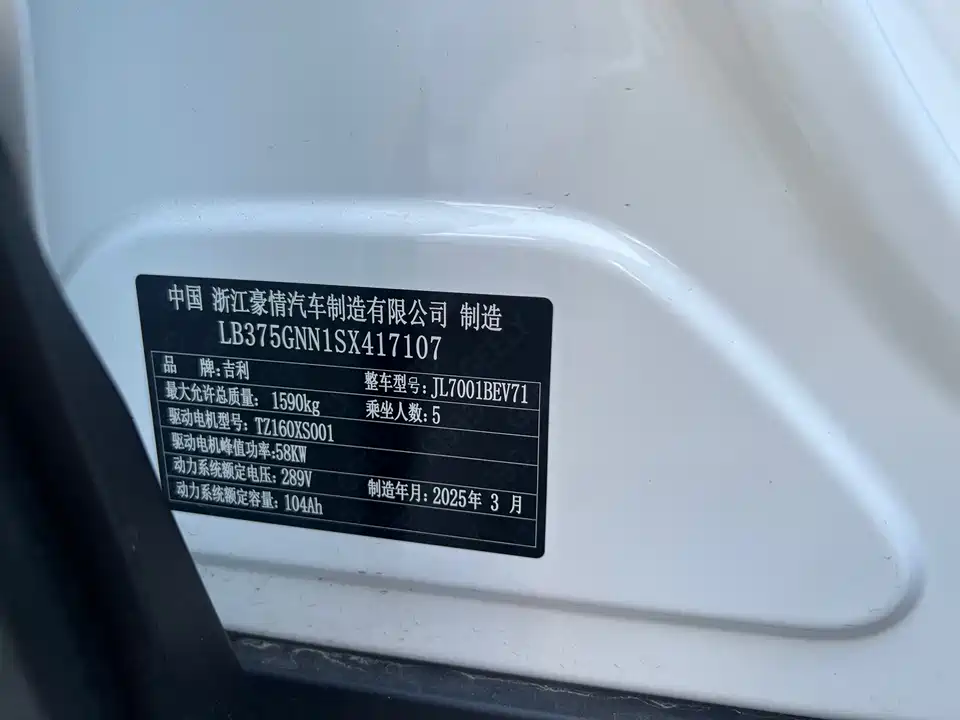 中国 浙江豪情汽车制造有限公司 制造
LB375GNN1SX417107
品 牌:吉利 整车型号:JL7001BEV71
最大允许总质量: 1590kg 乘坐人数:5
驱动电机型号: TZ160XS001
驱动电机峰值功率:58KW
动力系统额定电压: 289V 制造年月: 2025年 3 月
动力系统额定容量: 104Ah